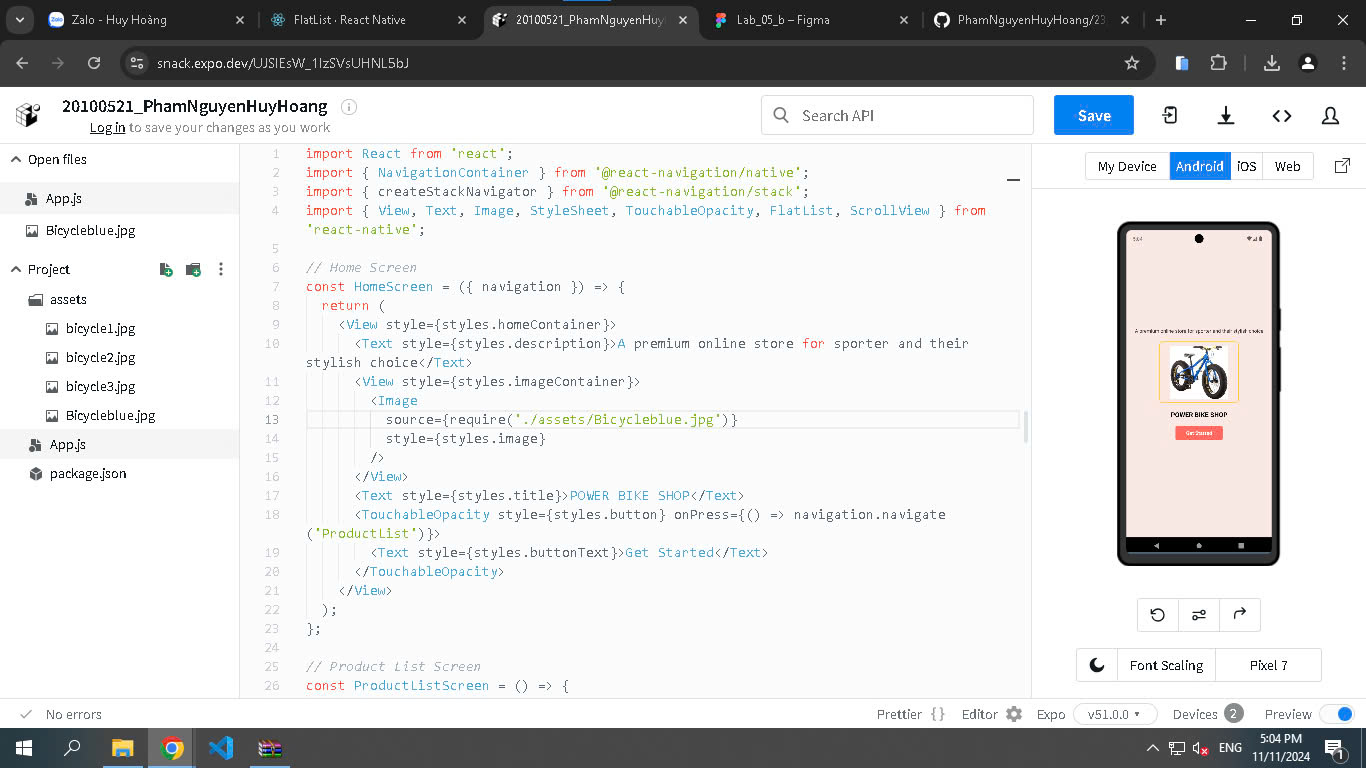 Zalo - Huy Hoàng
FlatList · React Native
20100521_PhamNguyenHuy
Lab_05_b – Figma
PhamNguyenHuyHoang/23
snack.expo.dev/UJSIEsW_1IzSVsUHNL5bJ
20100521_PhamNguyenHuyHoang
Log in to save your changes as you work
Search API
Save
Open files
App.js
Bicycleblue.jpg
Project
assets
bicycle1.jpg
bicycle2.jpg
bicycle3.jpg
Bicycleblue.jpg
App.js
package.json
1 import React from 'react';
2 import { NavigationContainer } from '@react-navigation/native';
3 import { createStackNavigator } from '@react-navigation/stack';
4 import { View, Text, Image, StyleSheet, TouchableOpacity, FlatList, ScrollView } from
'react-native';
5
6 // Home Screen
7 const HomeScreen = ({ navigation }) => {
8 return (
9 <View style={styles.homeContainer}>
10 <Text style={styles.description}>A premium online store for sporter and their
stylish choice</Text>
11 <View style={styles.imageContainer}>
12 <Image
13 source={require('./assets/Bicycleblue.jpg')}
14 style={styles.image}
15 />
16 </View>
17 <Text style={styles.title}>POWER BIKE SHOP</Text>
18 <TouchableOpacity style={styles.button} onPress={() => navigation.navigate
('ProductList')}>
19 <Text style={styles.buttonText}>Get Started</Text>
20 </TouchableOpacity>
21 </View>
22 );
23 };
24
25 // Product List Screen
26 const ProductListScreen = () => {
My Device Android iOS Web
5:04
A premium online store for sporter and their stylish choice
POWER BIKE SHOP
Get Started
Font Scaling
Pixel 7
No errors
Prettier {} Editor Expo v51.0.0 Devices 2 Preview
ENG
5:04 PM
11/11/2024
1